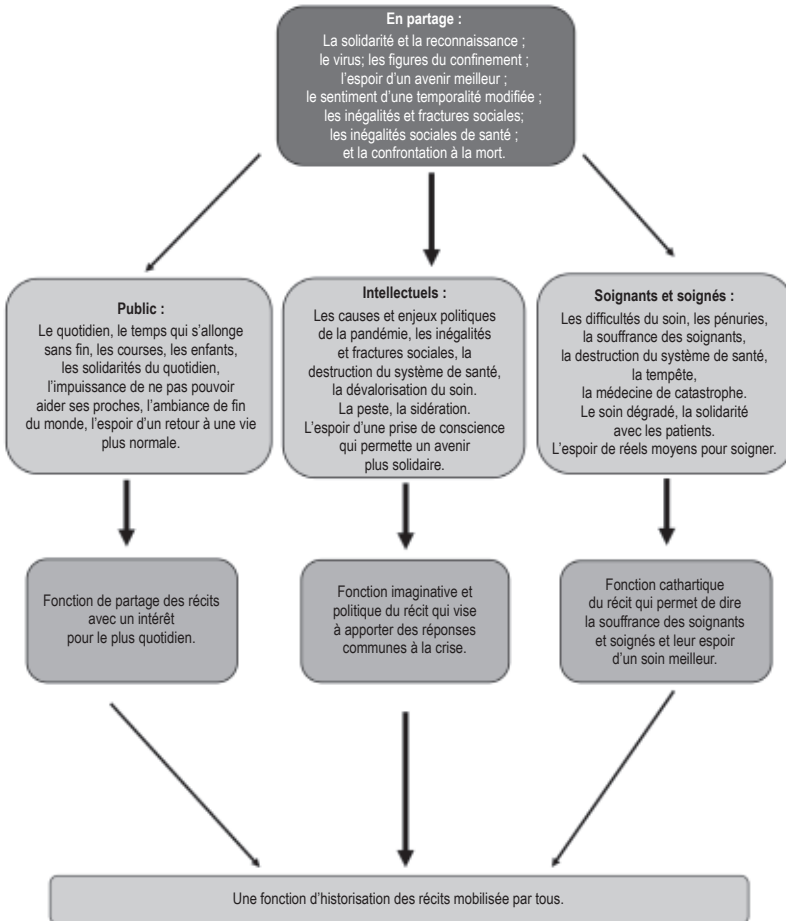 En partage :
La solidarité et la reconnaissance ;
le virus; les figures du confinement ;
l’espoir d’un avenir meilleur ;
le sentiment d’une temporalité modifiée ;
les inégalités et fractures sociales;
les inégalités sociales de santé ;
et la confrontation à la mort.
Public :
Le quotidien, le temps qui s’allonge
sans fin, les courses, les enfants,
les solidarités du quotidien,
l’impuissance de ne pas pouvoir
aider ses proches, l’ambiance de fin
du monde, l’espoir d’un retour à une vie
plus normale.
Intellectuels :
Les causes et enjeux politiques
de la pandémie, les inégalités
et fractures sociales, la
destruction du système de santé,
la dévalorisation du soin.
La peste, la sidération.
L’espoir d’une prise de conscience
qui permette un avenir
plus solidaire.
Soignants et soignés :
Les difficultés du soin, les pénuries,
la souffrance des soignants,
la destruction du système de santé,
la tempête,
la médecine de catastrophe.
Le soin dégradé, la solidarité
avec les patients.
L’espoir de réels moyens pour soigner.
Fonction de partage des récits
avec un intérêt
pour le plus quotidien.
Fonction imaginative et
politique du récit qui vise
à apporter des réponses
communes à la crise.
Fonction cathartique
du récit qui permet de dire
la souffrance des soignants
et soignés et leur espoir
d’un soin meilleur.
Une fonction d’historisation des récits mobilisée par tous.